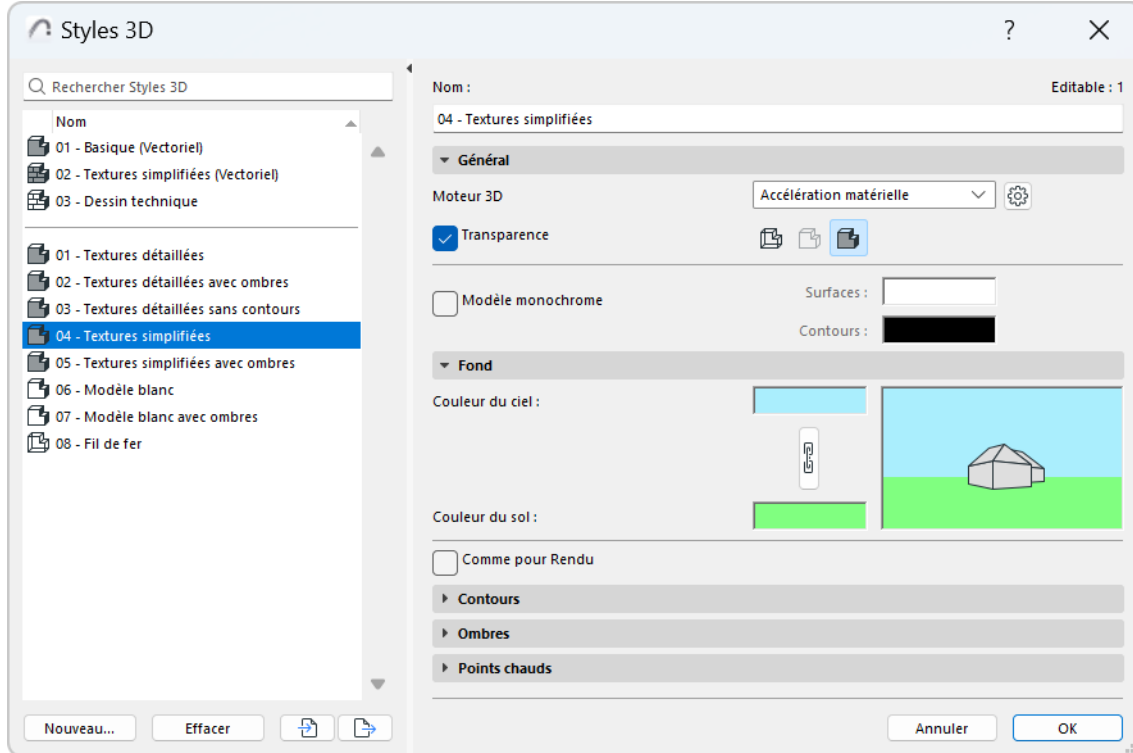 Styles 3D
?
Rechercher Styles 3D
Nom
01 - Basique (Vectoriel)
02 - Textures simplifiées (Vectoriel)
03 - Dessin technique
01 - Textures détaillées
02 - Textures détaillées avec ombres
03 - Textures détaillées sans contours
04 - Textures simplifiées
05 - Textures simplifiées avec ombres
06 - Modèle blanc
07 - Modèle blanc avec ombres
08 - Fil de fer
Nouveau...
Effacer
Nom :
Editable : 1
04 - Textures simplifiées
Général
Moteur 3D
Accélération matérielle
Transparence
Modèle monochrome
Surfaces :
Contours :
Fond
Couleur du ciel :
Couleur du sol :
Comme pour Rendu
Contours
Ombres
Points chauds
Annuler
OK